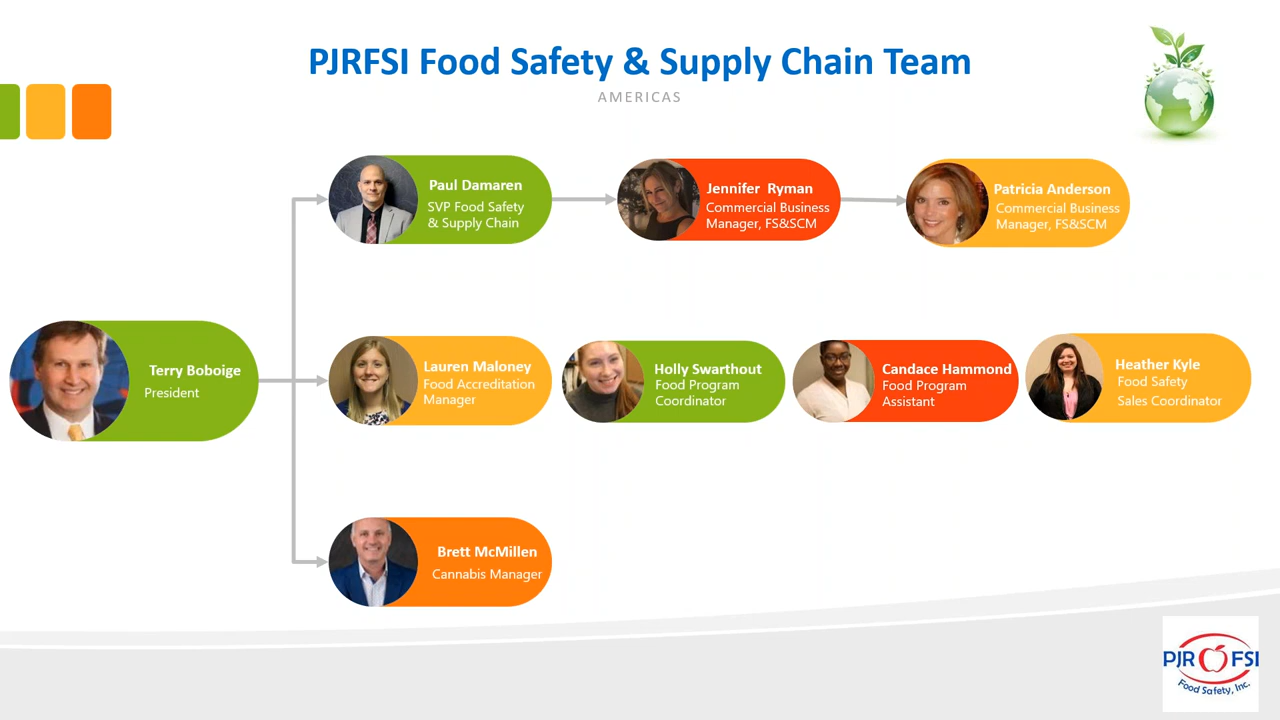 PJRFSI Food Safety & Supply Chain Team
AMERICAS
Paul Damaren
SVP Food Safety
& Supply Chain
Jennifer Ryman
Commercial Business
Manager, FS&SCM
Patricia Anderson
Commercial Business
Manager, FS&SCM
Terry Boboige
President
Lauren Maloney
Food Accreditation
Manager
Holly Swarthout
Food Program
Coordinator
Candace Hammond
Food Program
Assistant
Heather Kyle
Food Safety
Sales Coordinator
Brett McMillen
Cannabis Manager
PJR FSI
Food Safety, Inc.